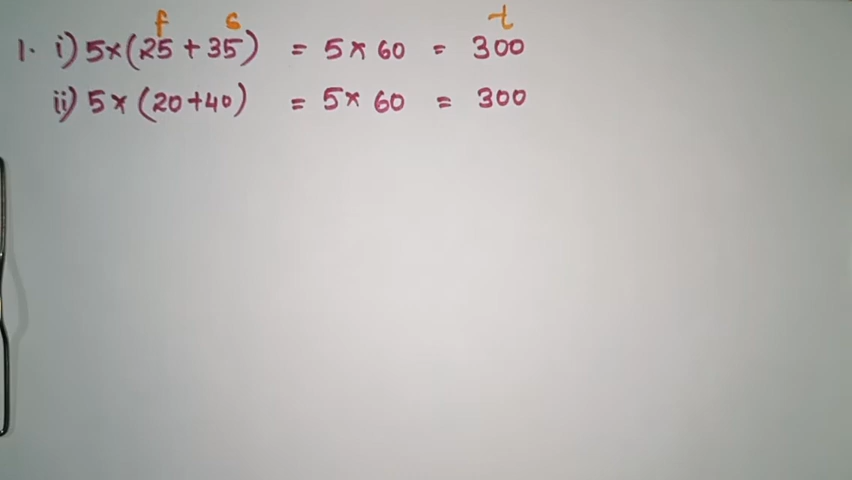 f s t
1. i) 5×(25 + 35) = 5 × 60 = 300
ii) 5× (20+40) = 5× 60 = 300